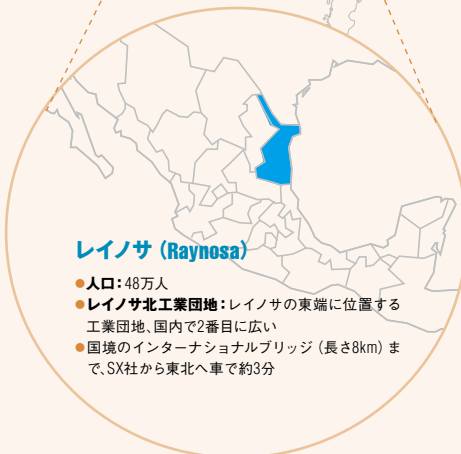 レイノサ（Raynosa）
●人口：48万人
●レイノサ北工業団地：レイノサの東端に位置する
工業団地、国内で2番目に広い
●国境のインターナショナルブリッジ（長さ8km）ま
で、SX社から東北へ車で約3分